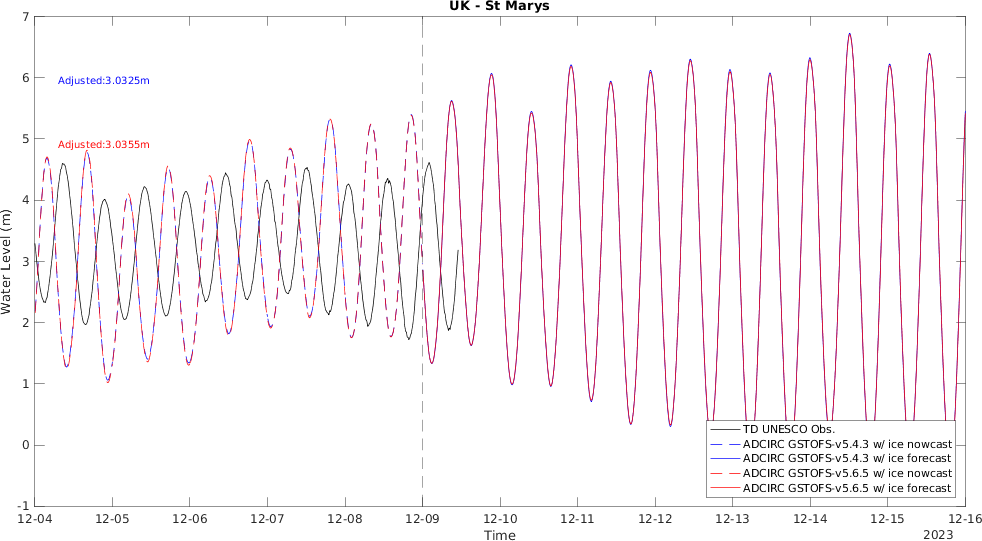 UK - St Marys
7
6
5
4
3
2
1
0
-1
Water Level (m)
Adjusted:3.0325m
Adjusted:3.0355m
TD UNESCO Obs.
ADCIRC GSTOFS-v5.4.3 w/ ice nowcast
ADCIRC GSTOFS-v5.4.3 w/ ice forecast
ADCIRC GSTOFS-v5.6.5 w/ ice nowcast
ADCIRC GSTOFS-v5.6.5 w/ ice forecast
12-04 12-05 12-06 12-07 12-08 12-09 12-10 12-11 12-12 12-13 12-14 12-15 12-16
Time
2023